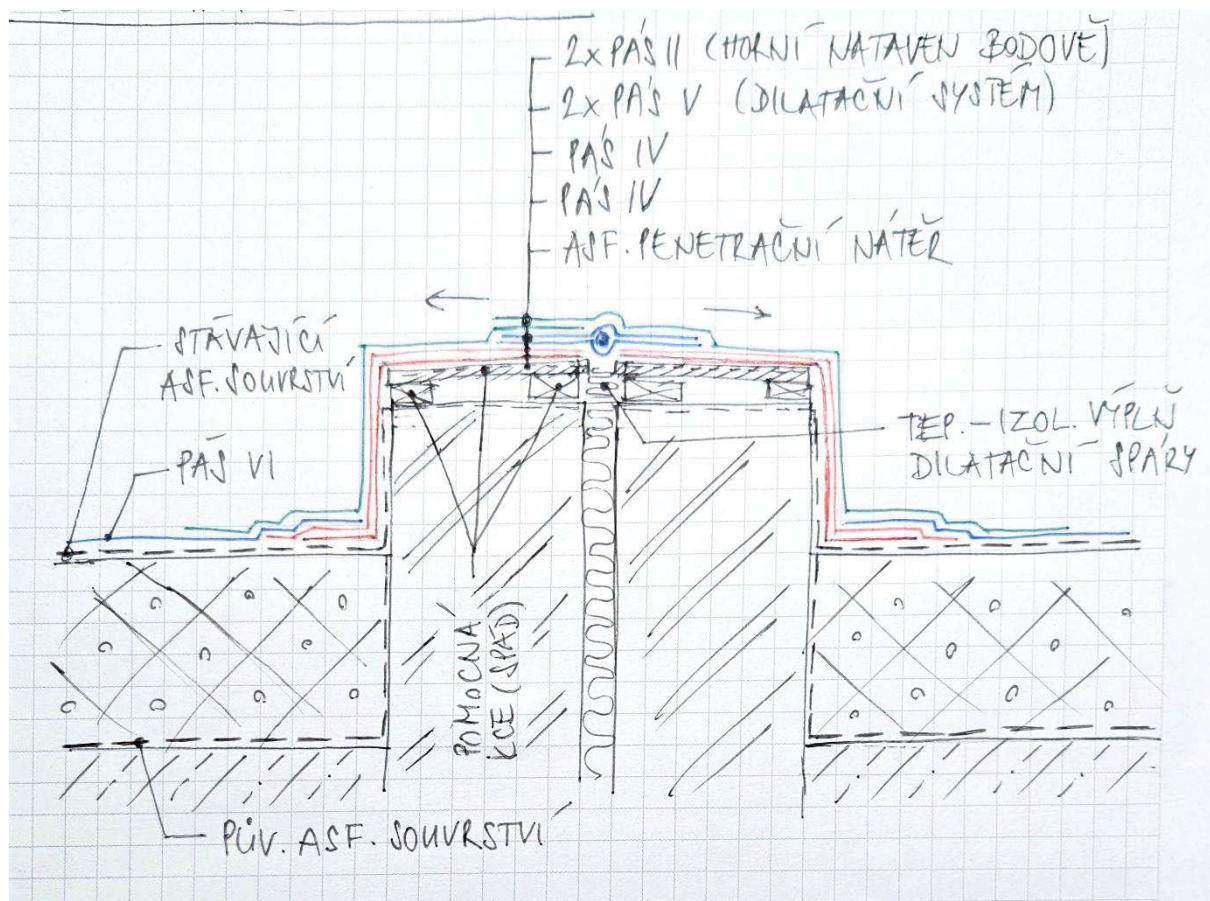 2x PÁS II (HORNÍ NATAVEN BODOVĚ)
2x PÁS V (DILATAČNÍ SYSTÉM)
PÁS IV
PÁS IV
ASF. PENETRAČNÍ NÁTĚR
STÁVAJÍCÍ
ASF. SOUVRSTVÍ
PÁS VI
TEP.-IZOL. VÝPLŇ
DILATAČNÍ SPÁRY
POMOCNÁ
KCE (SPÁD)
PŮV. ASF. SOUVRSTVI